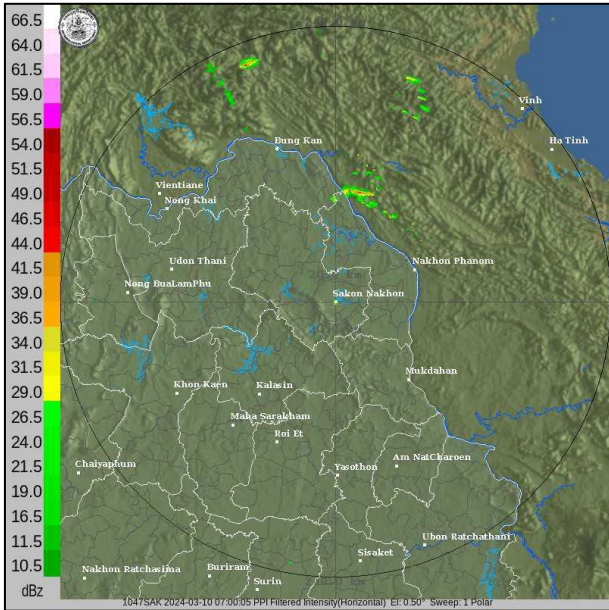 66.5
64.0
61.5
59.0
56.5
54.0
51.5
49.0
46.5
44.0
41.5
39.0
36.5
34.0
31.5
29.0
26.5
24.0
21.5
19.0
16.5
14.0
11.5
10.5
dBz
Vinh
Ha Tinh
Bung Kan
Vientiane
Nong Khai
Udon Thani
Nakhon Phanom
Nong BuaLamPhu
Sakon Nakhon
Mukdahan
Khon Kaen
Kalasin
Maha Sarakham
Roi Et
Chaiyaphum
Yasothon
Am NatCharoen
Ubon Ratchathani
Sisaket
Nakhon Ratchasima
Buriram
Surin
1047SAK 2024-03-10 07:00:05 PPI Filtered Intensity(Horizontal) El: 0.50° Sweep: 1 Polar